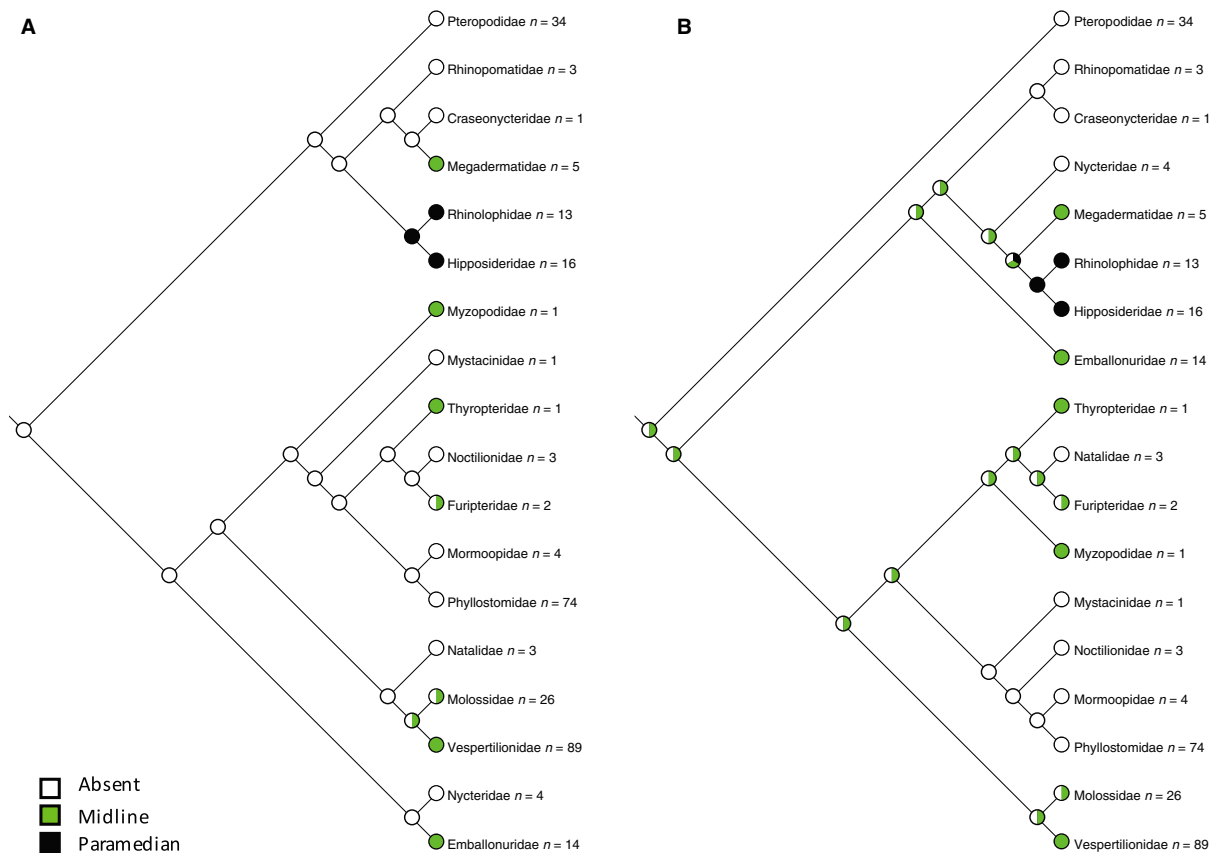 A
Pteropodidae n = 34
Rhinopomatidae n = 3
Craseonycteridae n = 1
Megadermatidae n = 5
Rhinolophidae n = 13
Hipposideridae n = 16
Myzopodidae n = 1
Mystacinidae n = 1
Thyropteridae n = 1
Noctilionidae n = 3
Furipteridae n = 2
Mormoopidae n = 4
Phyllostomidae n = 74
Natalidae n = 3
Molossidae n = 26
Vespertilionidae n = 89
Nycteridae n = 4
Emballonuridae n = 14
Absent
Midline
Paramedian
B
Pteropodidae n = 34
Rhinopomatidae n = 3
Craseonycteridae n = 1
Nycteridae n = 4
Megadermatidae n = 5
Rhinolophidae n = 13
Hipposideridae n = 16
Emballonuridae n = 14
Thyropteridae n = 1
Natalidae n = 3
Furipteridae n = 2
Myzopodidae n = 1
Mystacinidae n = 1
Noctilionidae n = 3
Mormoopidae n = 4
Phyllostomidae n = 74
Molossidae n = 26
Vespertilionidae n = 89